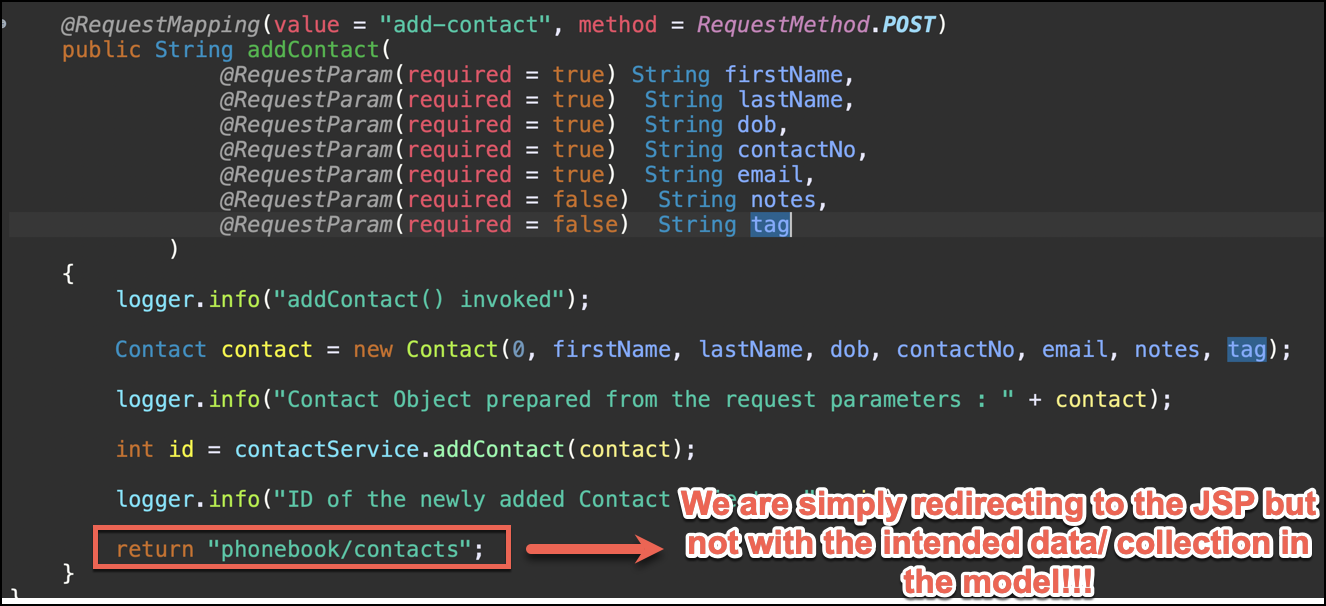 @RequestMapping(value = "add-contact", method = RequestMethod.POST)
public String addContact(
@RequestParam(required = true) String firstName,
@RequestParam(required = true) String lastName,
@RequestParam(required = true) String dob,
@RequestParam(required = true) String contactNo,
@RequestParam(required = true) String email,
@RequestParam(required = false) String notes,
@RequestParam(required = false) String tag
)
{
logger.info("addContact() invoked");
Contact contact = new Contact(0, firstName, lastName, dob, contactNo, email, notes, tag);
logger.info("Contact Object prepared from the request parameters : " + contact);
int id = contactService.addContact(contact);
logger.info("ID of the newly added Contact
return "phonebook/contacts";
}
}
We are simply redirecting to the JSP but
not with the intended data/ collection in
the model!!!